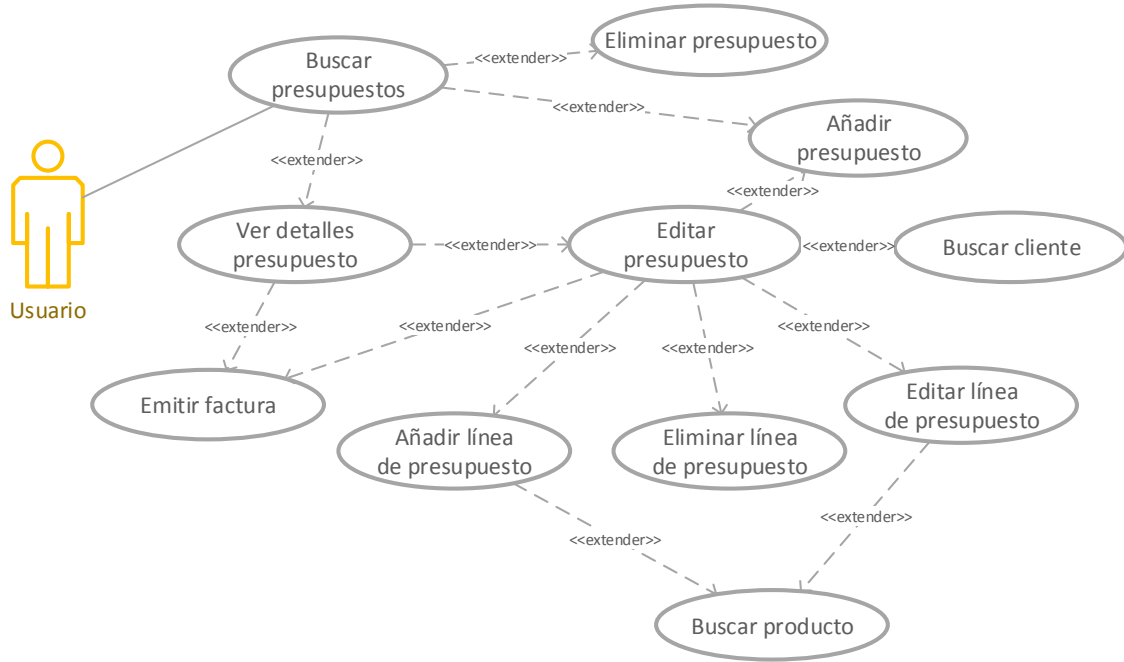 Eliminar presupuesto
Buscar
presupuestos
<<extender>>
<<extender>>
Añadir
presupuesto
<<extender>>
<<extender>>
Ver detalles
presupuesto
<<extender>>
Editar
presupuesto
<<extender>>
Buscar cliente
Usuario
<<extender>>
<<extender>>
<<extender>>
<<extender>>
<<extender>>
Emitir factura
Añadir línea
de presupuesto
Eliminar línea
de presupuesto
Editar línea
de presupuesto
<<extender>>
<<extender>>
Buscar producto